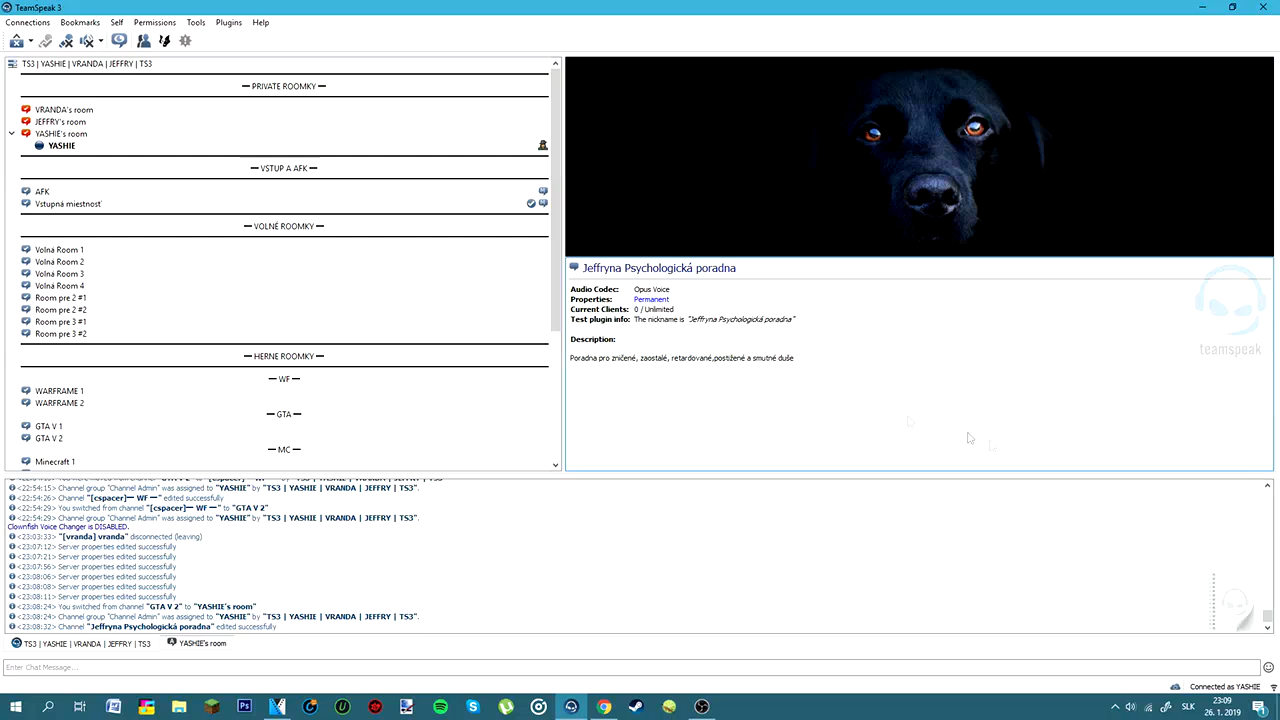 TeamSpeak 3
Connections Bookmarks Self Permissions Tools Plugins Help
TS3 | YASHIE | VRANDA | JEFFRY | TS3
━ PRIVATE ROOMKY ━
VRANDA's room
JEFFRY's room
YASHIE's room
YASHIE
━ VSTUP A AFK ━
AFK
Vstupná miestnosť
━ VOLNÉ ROOMKY ━
Volná Room 1
Volná Room 2
Volná Room 3
Volná Room 4
Room pre 2 #1
Room pre 2 #2
Room pre 3 #1
Room pre 3 #2
━ HERNE ROOMKY ━
━ WF ━
WARFRAME 1
WARFRAME 2
━ GTA ━
GTA V 1
GTA V 2
━ MC ━
Minecraft 1
Jeffryna Psychologická poradna
Audio Codec: Opus Voice
Properties: Permanent
Current Clients: 0 / Unlimited
Test plugin info: The nickname is "Jeffryna Psychologická poradna"
Description:
Poradna pro zničené, zaostalé, retardované,postižené a smutné duše
teamspeak
<22:54:15> Channel group "Channel Admin" was assigned to "YASHIE" by "TS3 | YASHIE | VRANDA | JEFFRY | TS3".
<22:54:26> Channel "[cspacer]━ WF ━" edited successfully
<22:54:29> You switched from channel "[cspacer]━ WF ━" to "GTA V 2"
<22:54:29> Channel group "Channel Admin" was assigned to "YASHIE" by "TS3 | YASHIE | VRANDA | JEFFRY | TS3".
Clownfish Voice Changer is DISABLED.
<23:03:33> "[vranda] vranda" disconnected (leaving)
<23:07:12> Server properties edited successfully
<23:07:21> Server properties edited successfully
<23:07:56> Server properties edited successfully
<23:08:06> Server properties edited successfully
<23:08:08> Server properties edited successfully
<23:08:11> Server properties edited successfully
<23:08:24> You switched from channel "GTA V 2" to "YASHIE's room"
<23:08:24> Channel group "Channel Admin" was assigned to "YASHIE" by "TS3 | YASHIE | VRANDA | JEFFRY | TS3".
<23:08:32> Channel "Jeffryna Psychologická poradna" edited successfully
TS3 | YASHIE | VRANDA | JEFFRY | TS3 YASHIE's room
Enter Chat Message...
Connected as YASHIE
SLK
23:09
26. 1. 2019